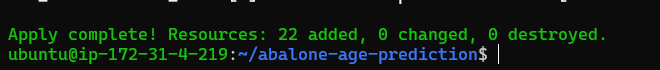 Apply complete! Resources: 22 added, 0 changed, 0 destroyed.
ubuntu@ip-172-31-4-219:~/abalone-age-prediction$